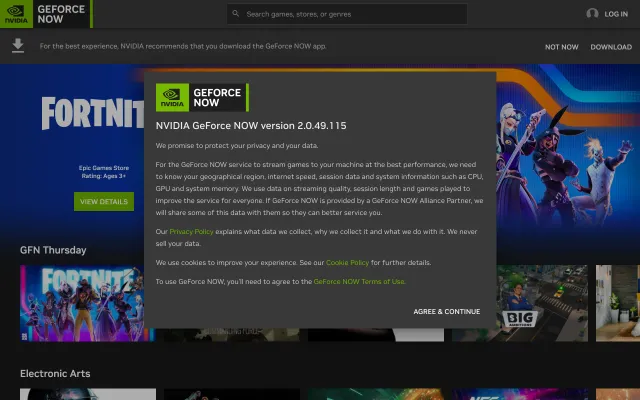 NVIDIA
GEFORCE
NOW
Search games, stores, or genres
LOG IN
For the best experience, NVIDIA recommends that you download the GeForce NOW app.
NOT NOW
DOWNLOAD
FORTNIT
Epic Games Store
Rating: Ages 3+
VIEW DETAILS
NVIDIA
GEFORCE
NOW
NVIDIA GeForce NOW version 2.0.49.115
We promise to protect your privacy and your data.
For the GeForce NOW service to stream games to your machine at the best performance, we need
to know your geographical region, internet speed, session data and system information such as CPU,
GPU and system memory. We use data on streaming quality, session length and games played to
improve the service for everyone. If GeForce NOW is provided by a GeForce NOW Alliance Partner, we
will share some of this data with them so they can better service you.
Our Privacy Policy explains what data we collect, why we collect it and what we do with it. We never
sell your data.
We use cookies to improve your experience. See our Cookie Policy for further details.
To use GeForce NOW, you'll need to agree to the GeForce NOW Terms of Use.
AGREE & CONTINUE
GFN Thursday
FORTNITE
BIG
AMBITIONS
Electronic Arts